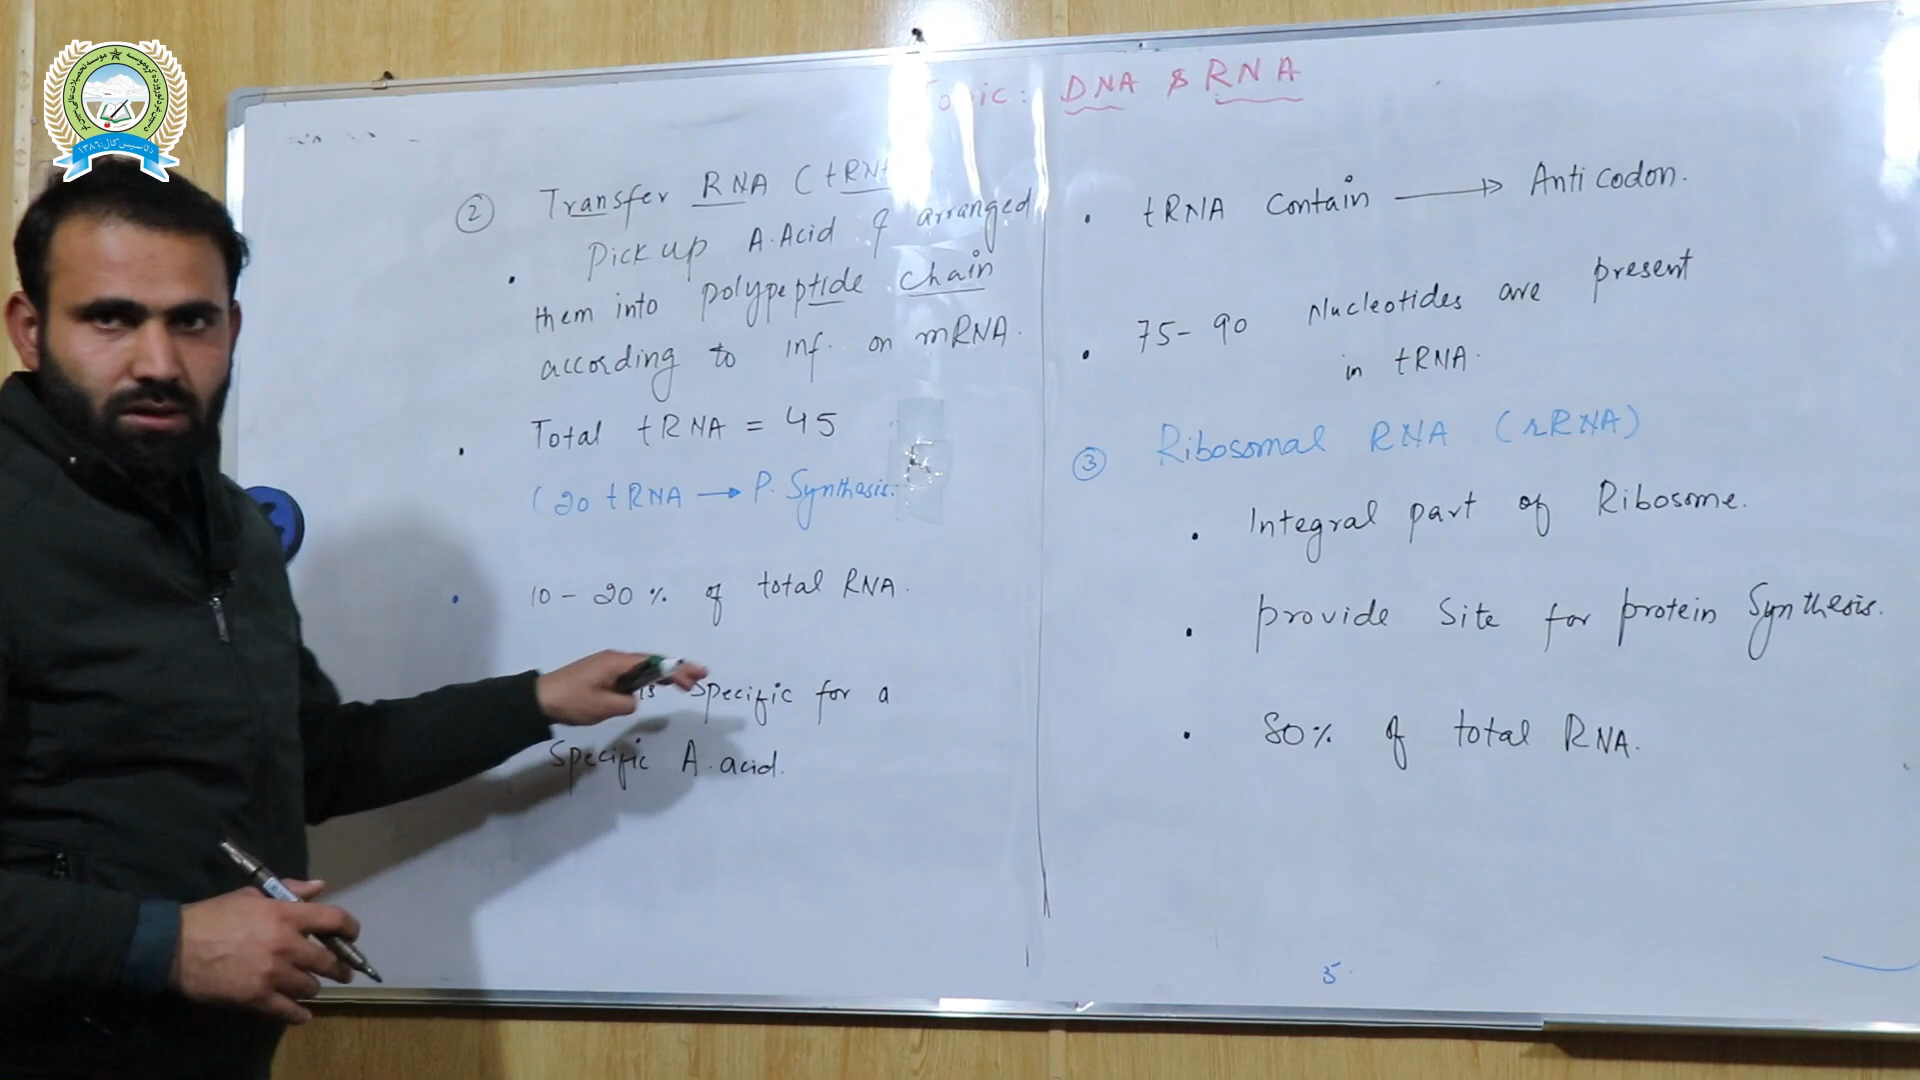 Topic: DNA & RNA
② Transfer RNA (tRNA
• Pick up A.Acid & arranged
them into polypeptide chain
according to inf. on mRNA.
• Total tRNA = 45
(20 tRNA → P. Synthesis.
• 10-20% of total RNA.
is specific for a
specific A.acid.
• tRNA contain → Anticodon.
• 75-90 Nucleotides are present
in tRNA.
③ Ribosomal RNA (rRNA)
• Integral part of Ribosome.
• provide site for protein Synthesis.
• 80% of total RNA.
5